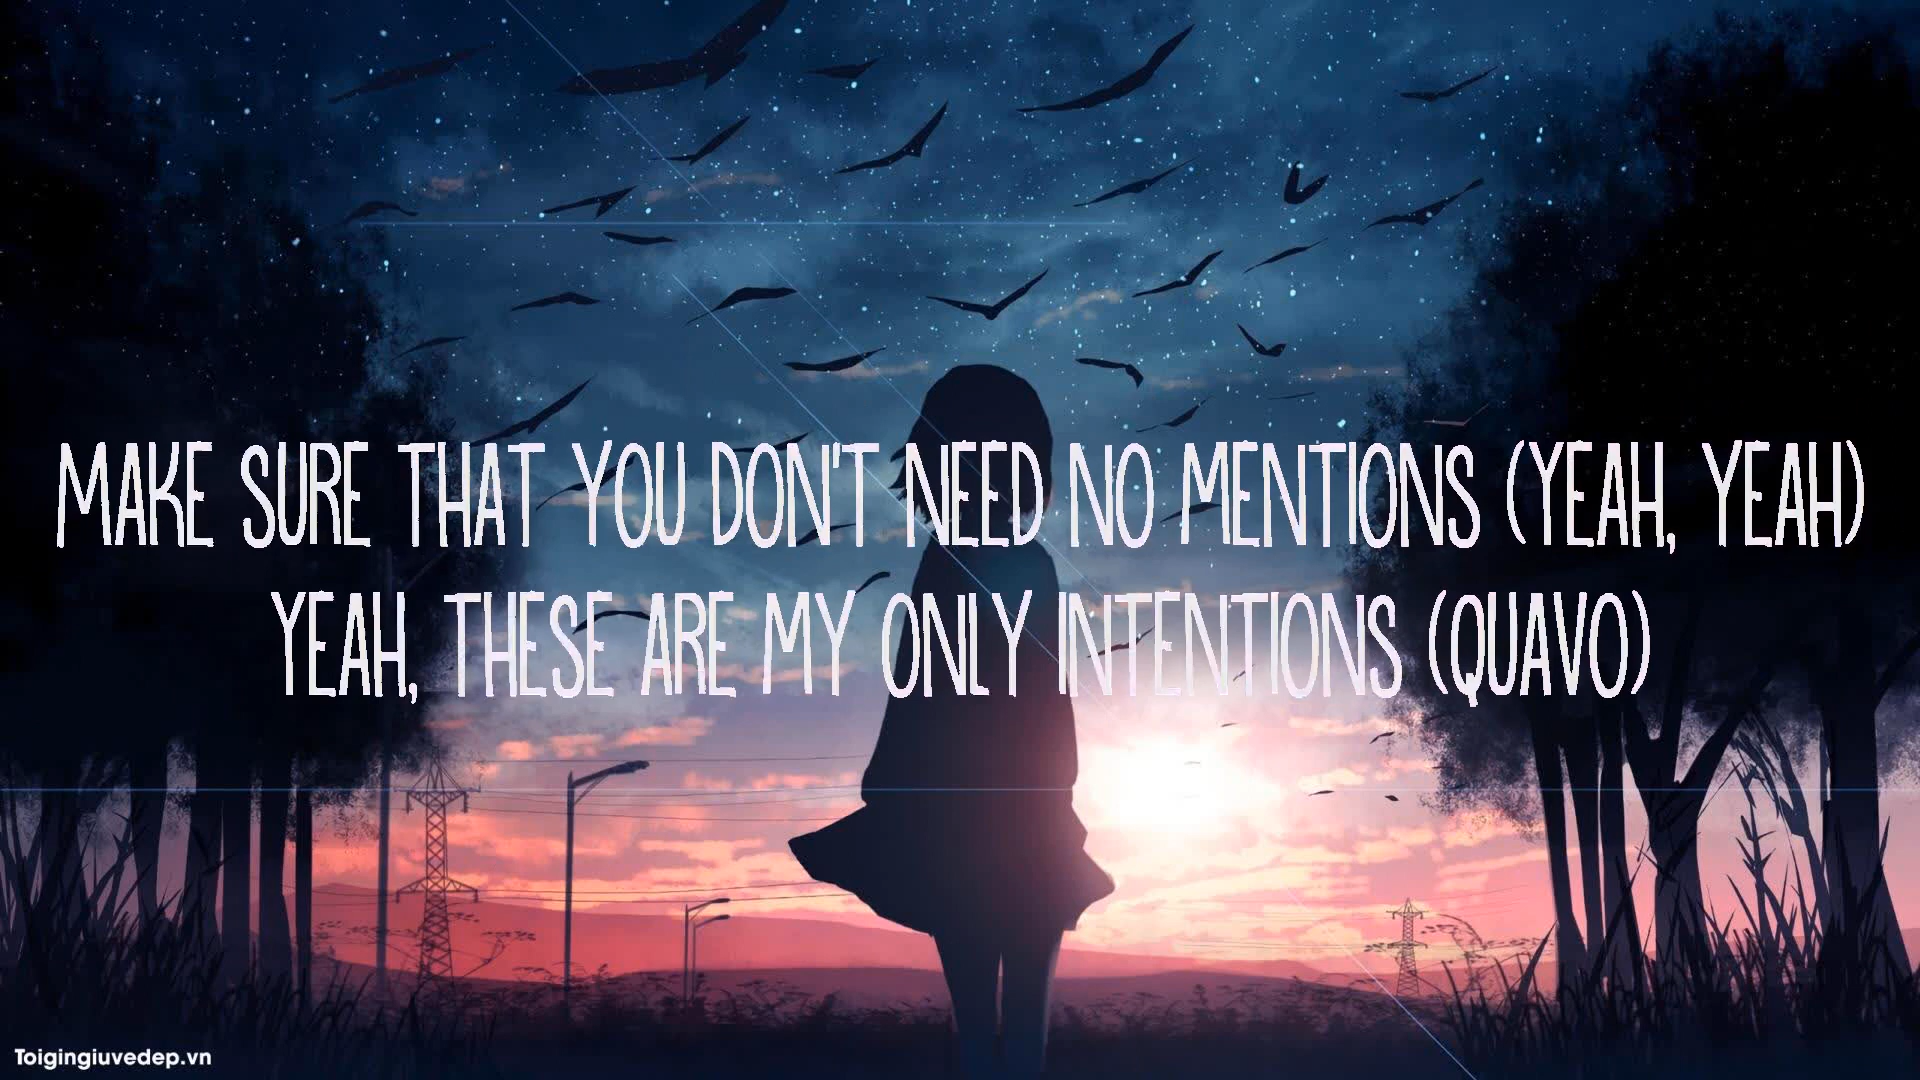 MAKE SURE THAT YOU DON'T NEED NO MENTIONS (YEAH, YEAH)
YEAH, THESE ARE MY ONLY INTENTIONS (QUAVO)
Toigingiuvedep.vn